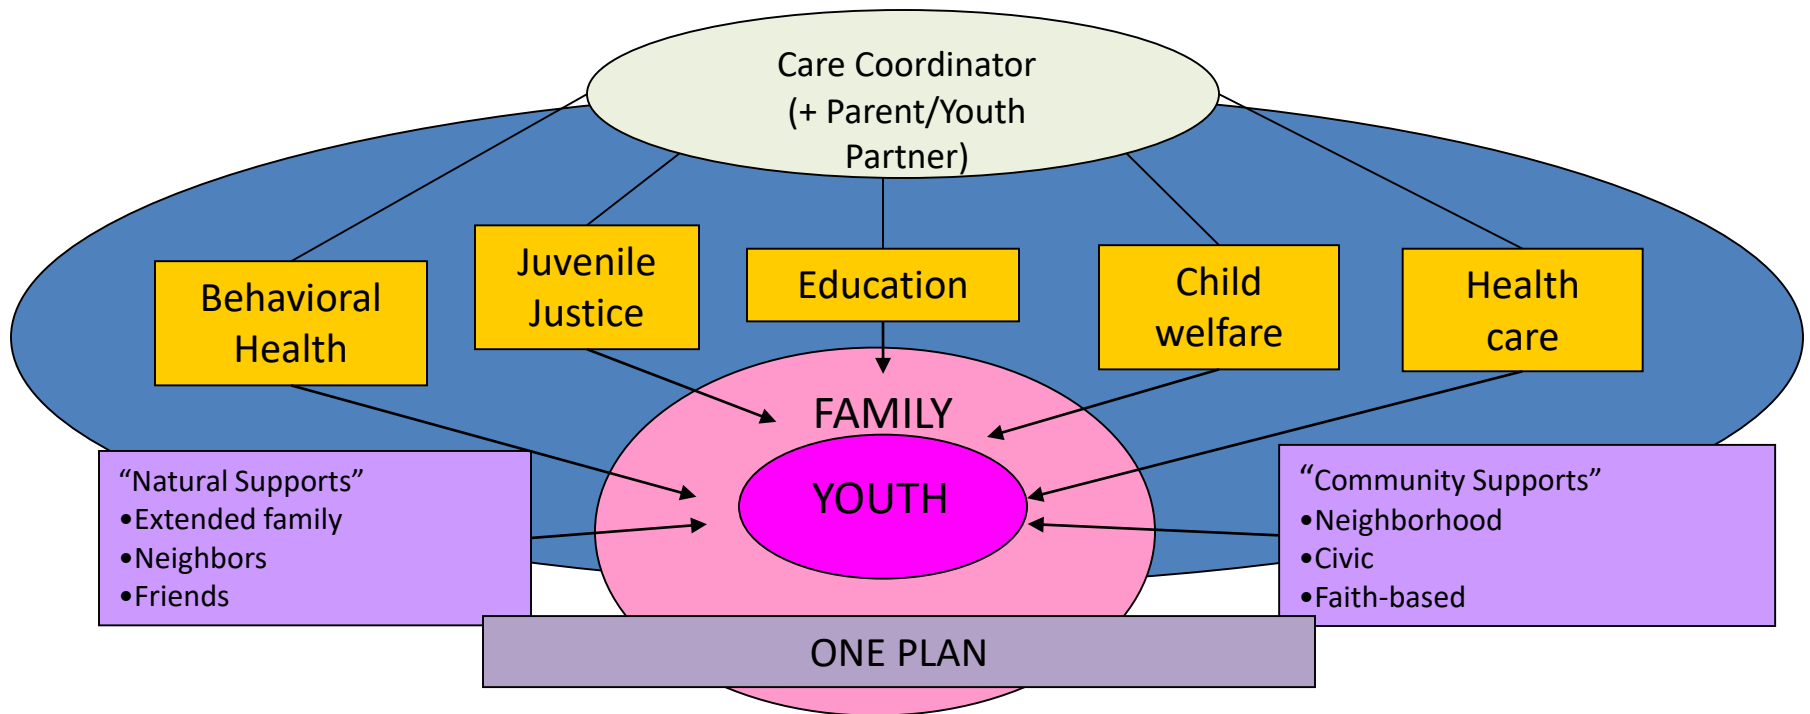 Care Coordinator
(+ Parent/Youth
Partner)
Behavioral
Health
Juvenile
Justice
Education
Child
welfare
Health
care
FAMILY
YOUTH
“Natural Supports”
•Extended family
•Neighbors
•Friends
“Community Supports”
•Neighborhood
•Civic
•Faith-based
ONE PLAN